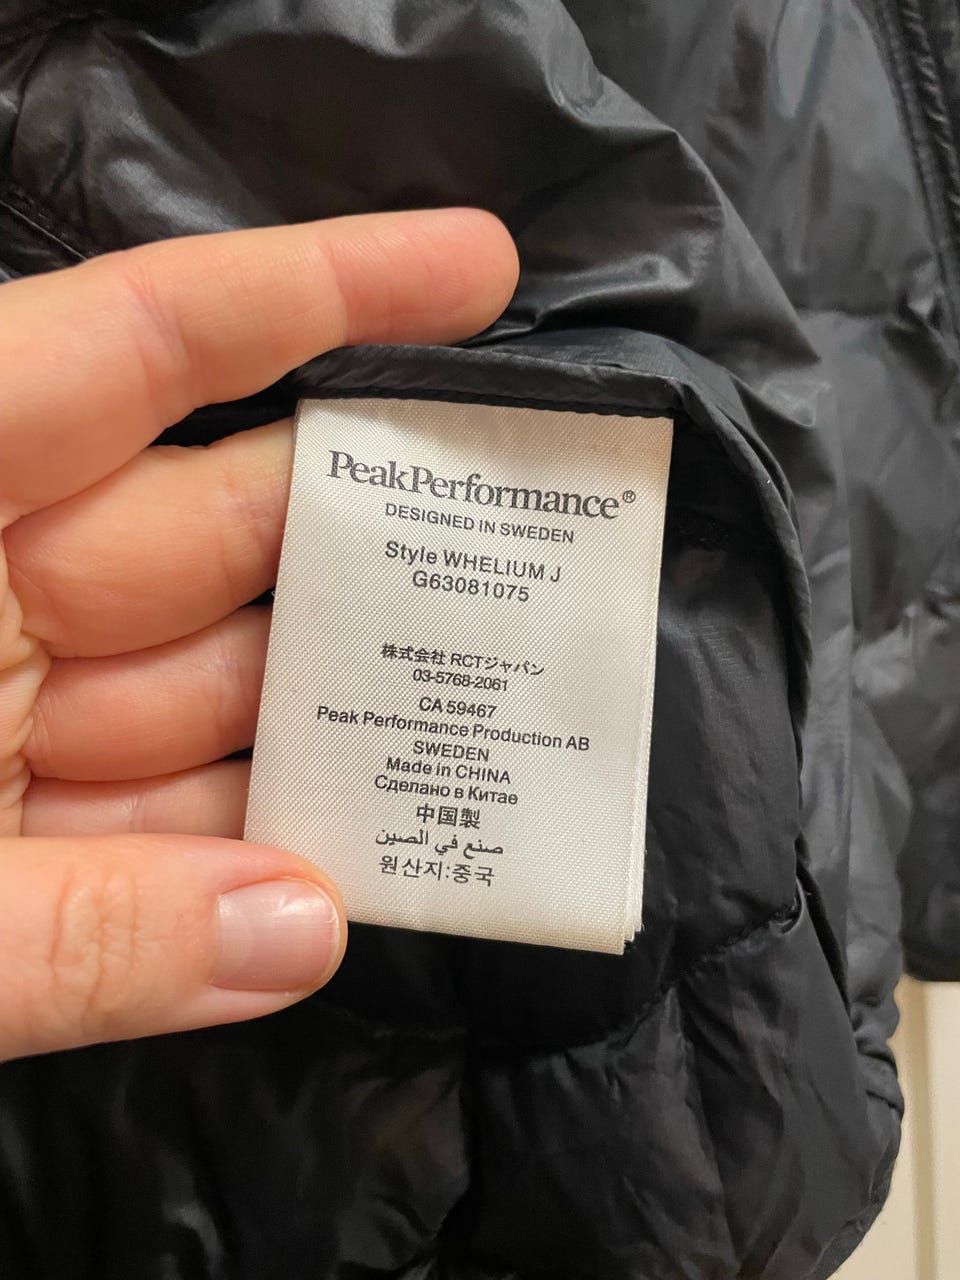 PeakPerformance®
DESIGNED IN SWEDEN
Style WHELIUM J
G63081075
株式会社 RCTジャパン
03-5768-2061
CA 59467
Peak Performance Production AB
SWEDEN
Made in CHINA
Сделано в Китае
中国製
صنع في الصين
원산지:중국